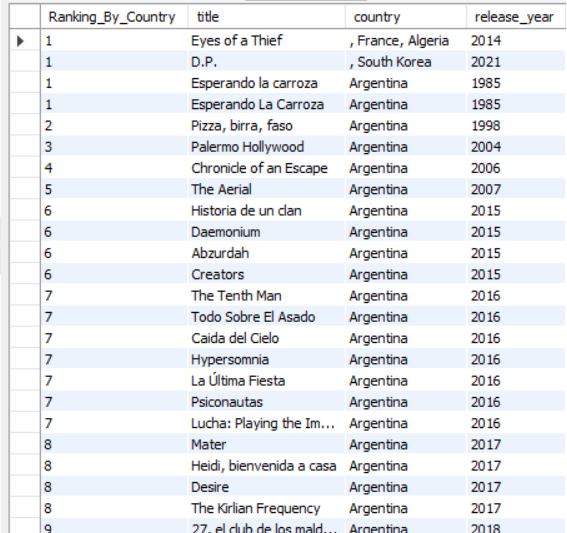 Ranking_By_Country title country release_year
1 Eyes of a Thief , France, Algeria 2014
1 D.P. , South Korea 2021
1 Esperando la carroza Argentina 1985
1 Esperando La Carroza Argentina 1985
2 Pizza, birra, faso Argentina 1998
3 Palermo Hollywood Argentina 2004
4 Chronicle of an Escape Argentina 2006
5 The Aerial Argentina 2007
6 Historia de un clan Argentina 2015
6 Daemonium Argentina 2015
6 Abzurdah Argentina 2015
6 Creators Argentina 2015
7 The Tenth Man Argentina 2016
7 Todo Sobre El Asado Argentina 2016
7 Caida del Cielo Argentina 2016
7 Hypersomnia Argentina 2016
7 La Última Fiesta Argentina 2016
7 Psiconautas Argentina 2016
7 Lucha: Playing the Im... Argentina 2016
8 Mater Argentina 2017
8 Heidi, bienvenida a casa Argentina 2017
8 Desire Argentina 2017
8 The Kirlian Frequency Argentina 2017
9 27, el club de los mald... Argentina 2018